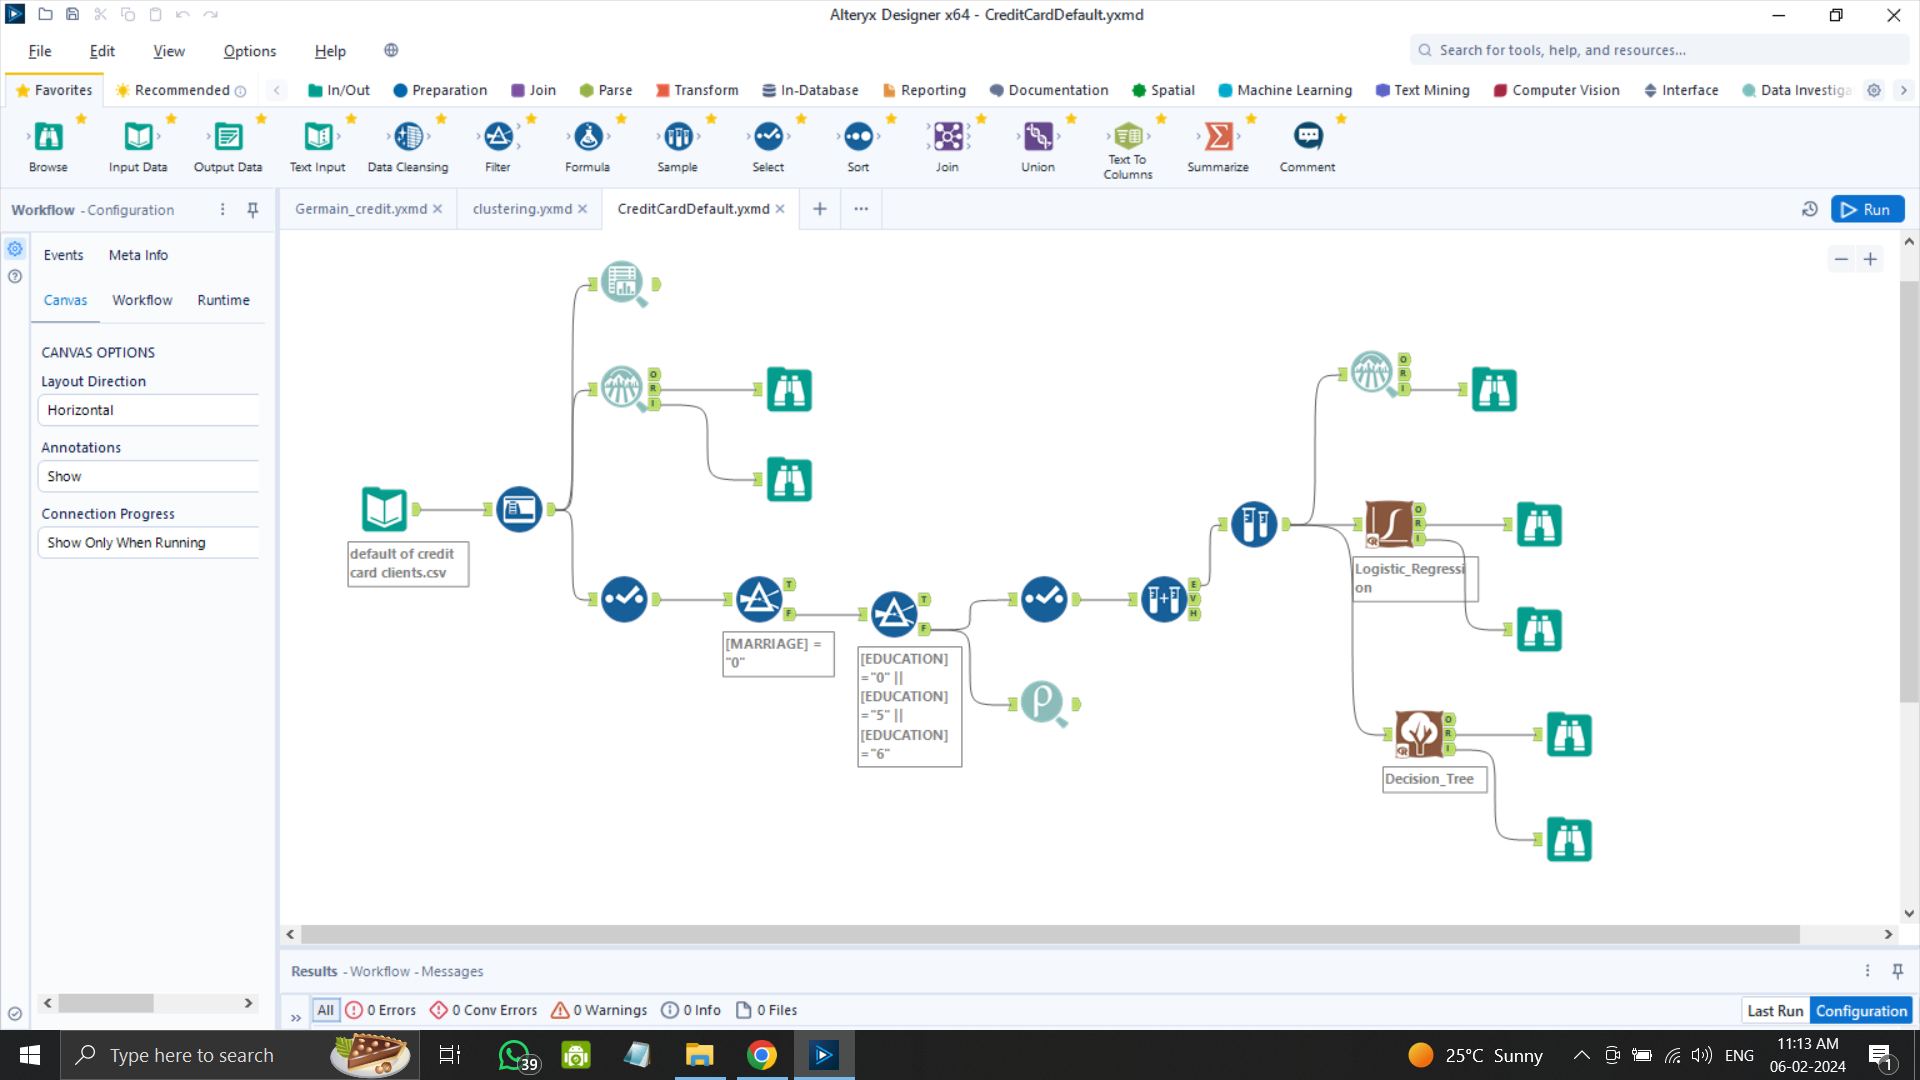 Alteryx Designer x64 - CreditCardDefault.yxmd
File Edit View Options Help
Search for tools, help, and resources...
Favorites Recommended In/Out Preparation Join Parse Transform In-Database Reporting Documentation Spatial Machine Learning Text Mining Computer Vision Interface Data Investiga
Browse Input Data Output Data Text Input Data Cleansing Filter Formula Sample Select Sort Join Union Text To Columns Summarize Comment
Workflow - Configuration
Germain_credit.yxmd clustering.yxmd CreditCardDefault.yxmd
Run
Events Meta Info
Canvas Workflow Runtime
CANVAS OPTIONS
Layout Direction
Horizontal
Annotations
Show
Connection Progress
Show Only When Running
O
R
I
O
R
I
default of credit
card clients.csv
T
F
[MARRIAGE] =
"0"
T
F
[EDUCATION]
="0" ||
[EDUCATION]
="5" ||
[EDUCATION]
="6"
ρ
E
V
H
O
R
I
R
Logistic_Regressi
on
O
R
I
R
Decision_Tree
Results - Workflow - Messages
All 0 Errors 0 Conv Errors 0 Warnings 0 Info 0 Files
Last Run Configuration
Type here to search
39
25°C Sunny
ENG
11:13 AM
06-02-2024
1